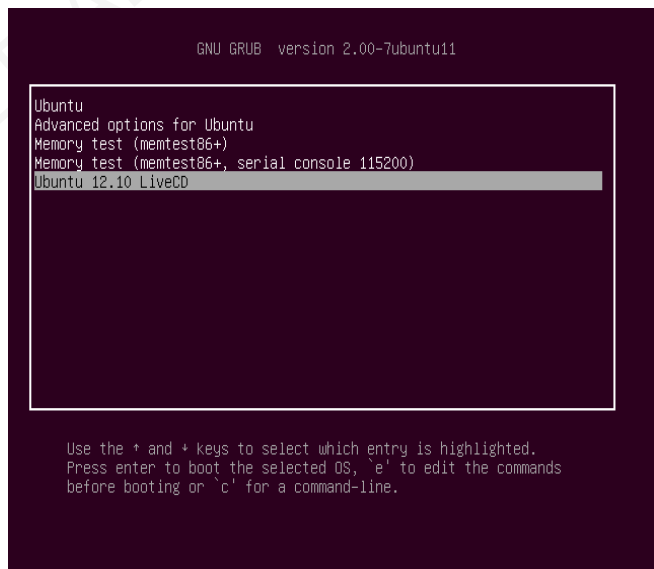 GNU GRUB  version 2.00-7ubuntu11
Ubuntu
Advanced options for Ubuntu
Memory test (memtest86+)
Memory test (memtest86+, serial console 115200)
Ubuntu 12.10 LiveCD
Use the ↑ and ↓ keys to select which entry is highlighted.
Press enter to boot the selected OS, `e' to edit the commands
before booting or `c' for a command-line.